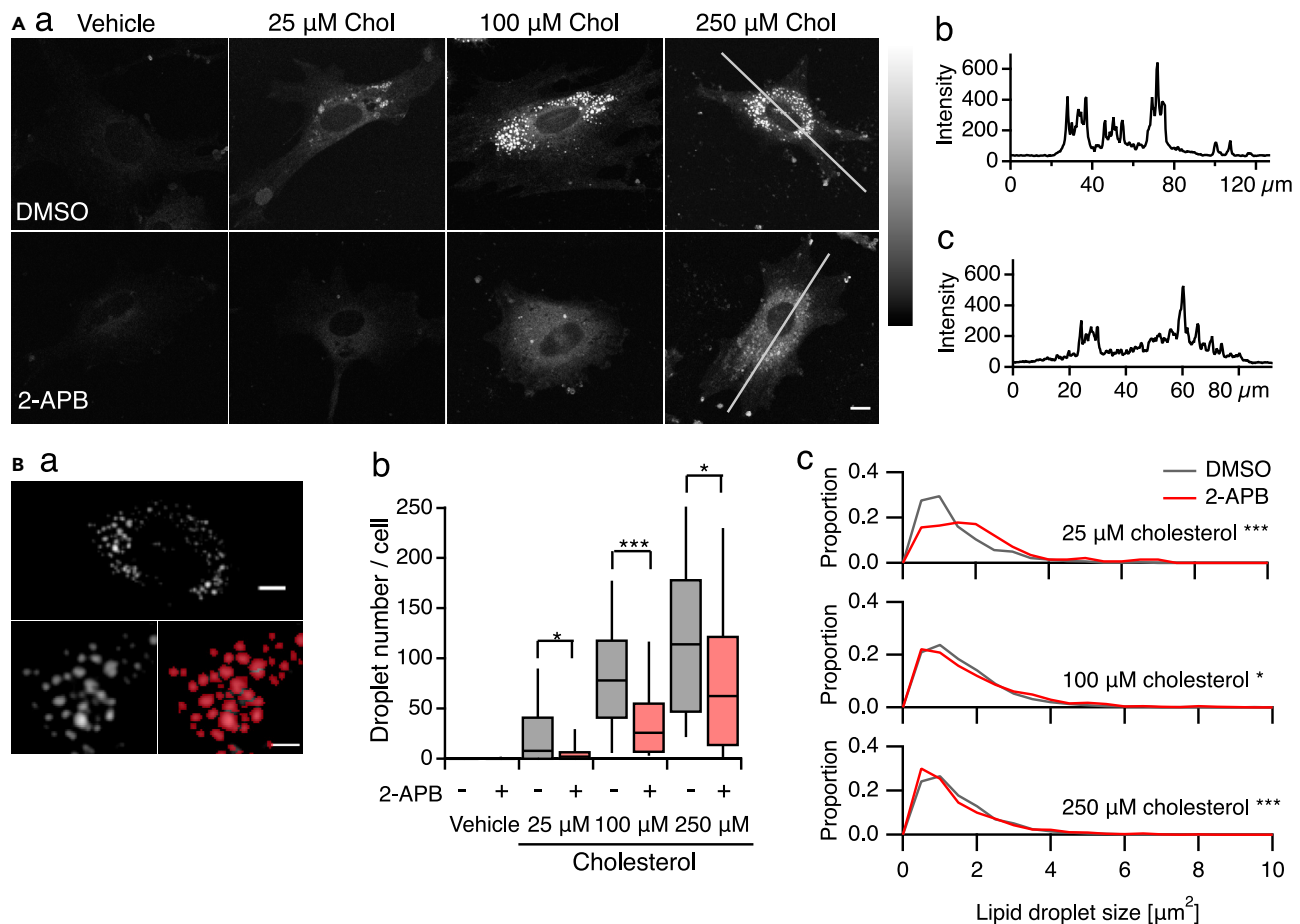 A a Vehicle 25 µM Chol 100 µM Chol 250 µM Chol
DMSO
2-APB
b
Intensity
600
400
200
0
0 40 80 120 µm
c
Intensity
600
400
200
0
0 20 40 60 80 µm
B a
b
Droplet number / cell
250
200
150
100
50
0
* *** *
2-APB - + - + - + - +
Vehicle 25 µM 100 µM 250 µM
Cholesterol
c
DMSO
2-APB
Proportion
0.4
0.2
0.0
25 µM cholesterol ***
Proportion
0.4
0.2
0.0
100 µM cholesterol *
Proportion
0.4
0.2
0.0
250 µM cholesterol ***
0 2 4 6 8 10
Lipid droplet size [µm²]